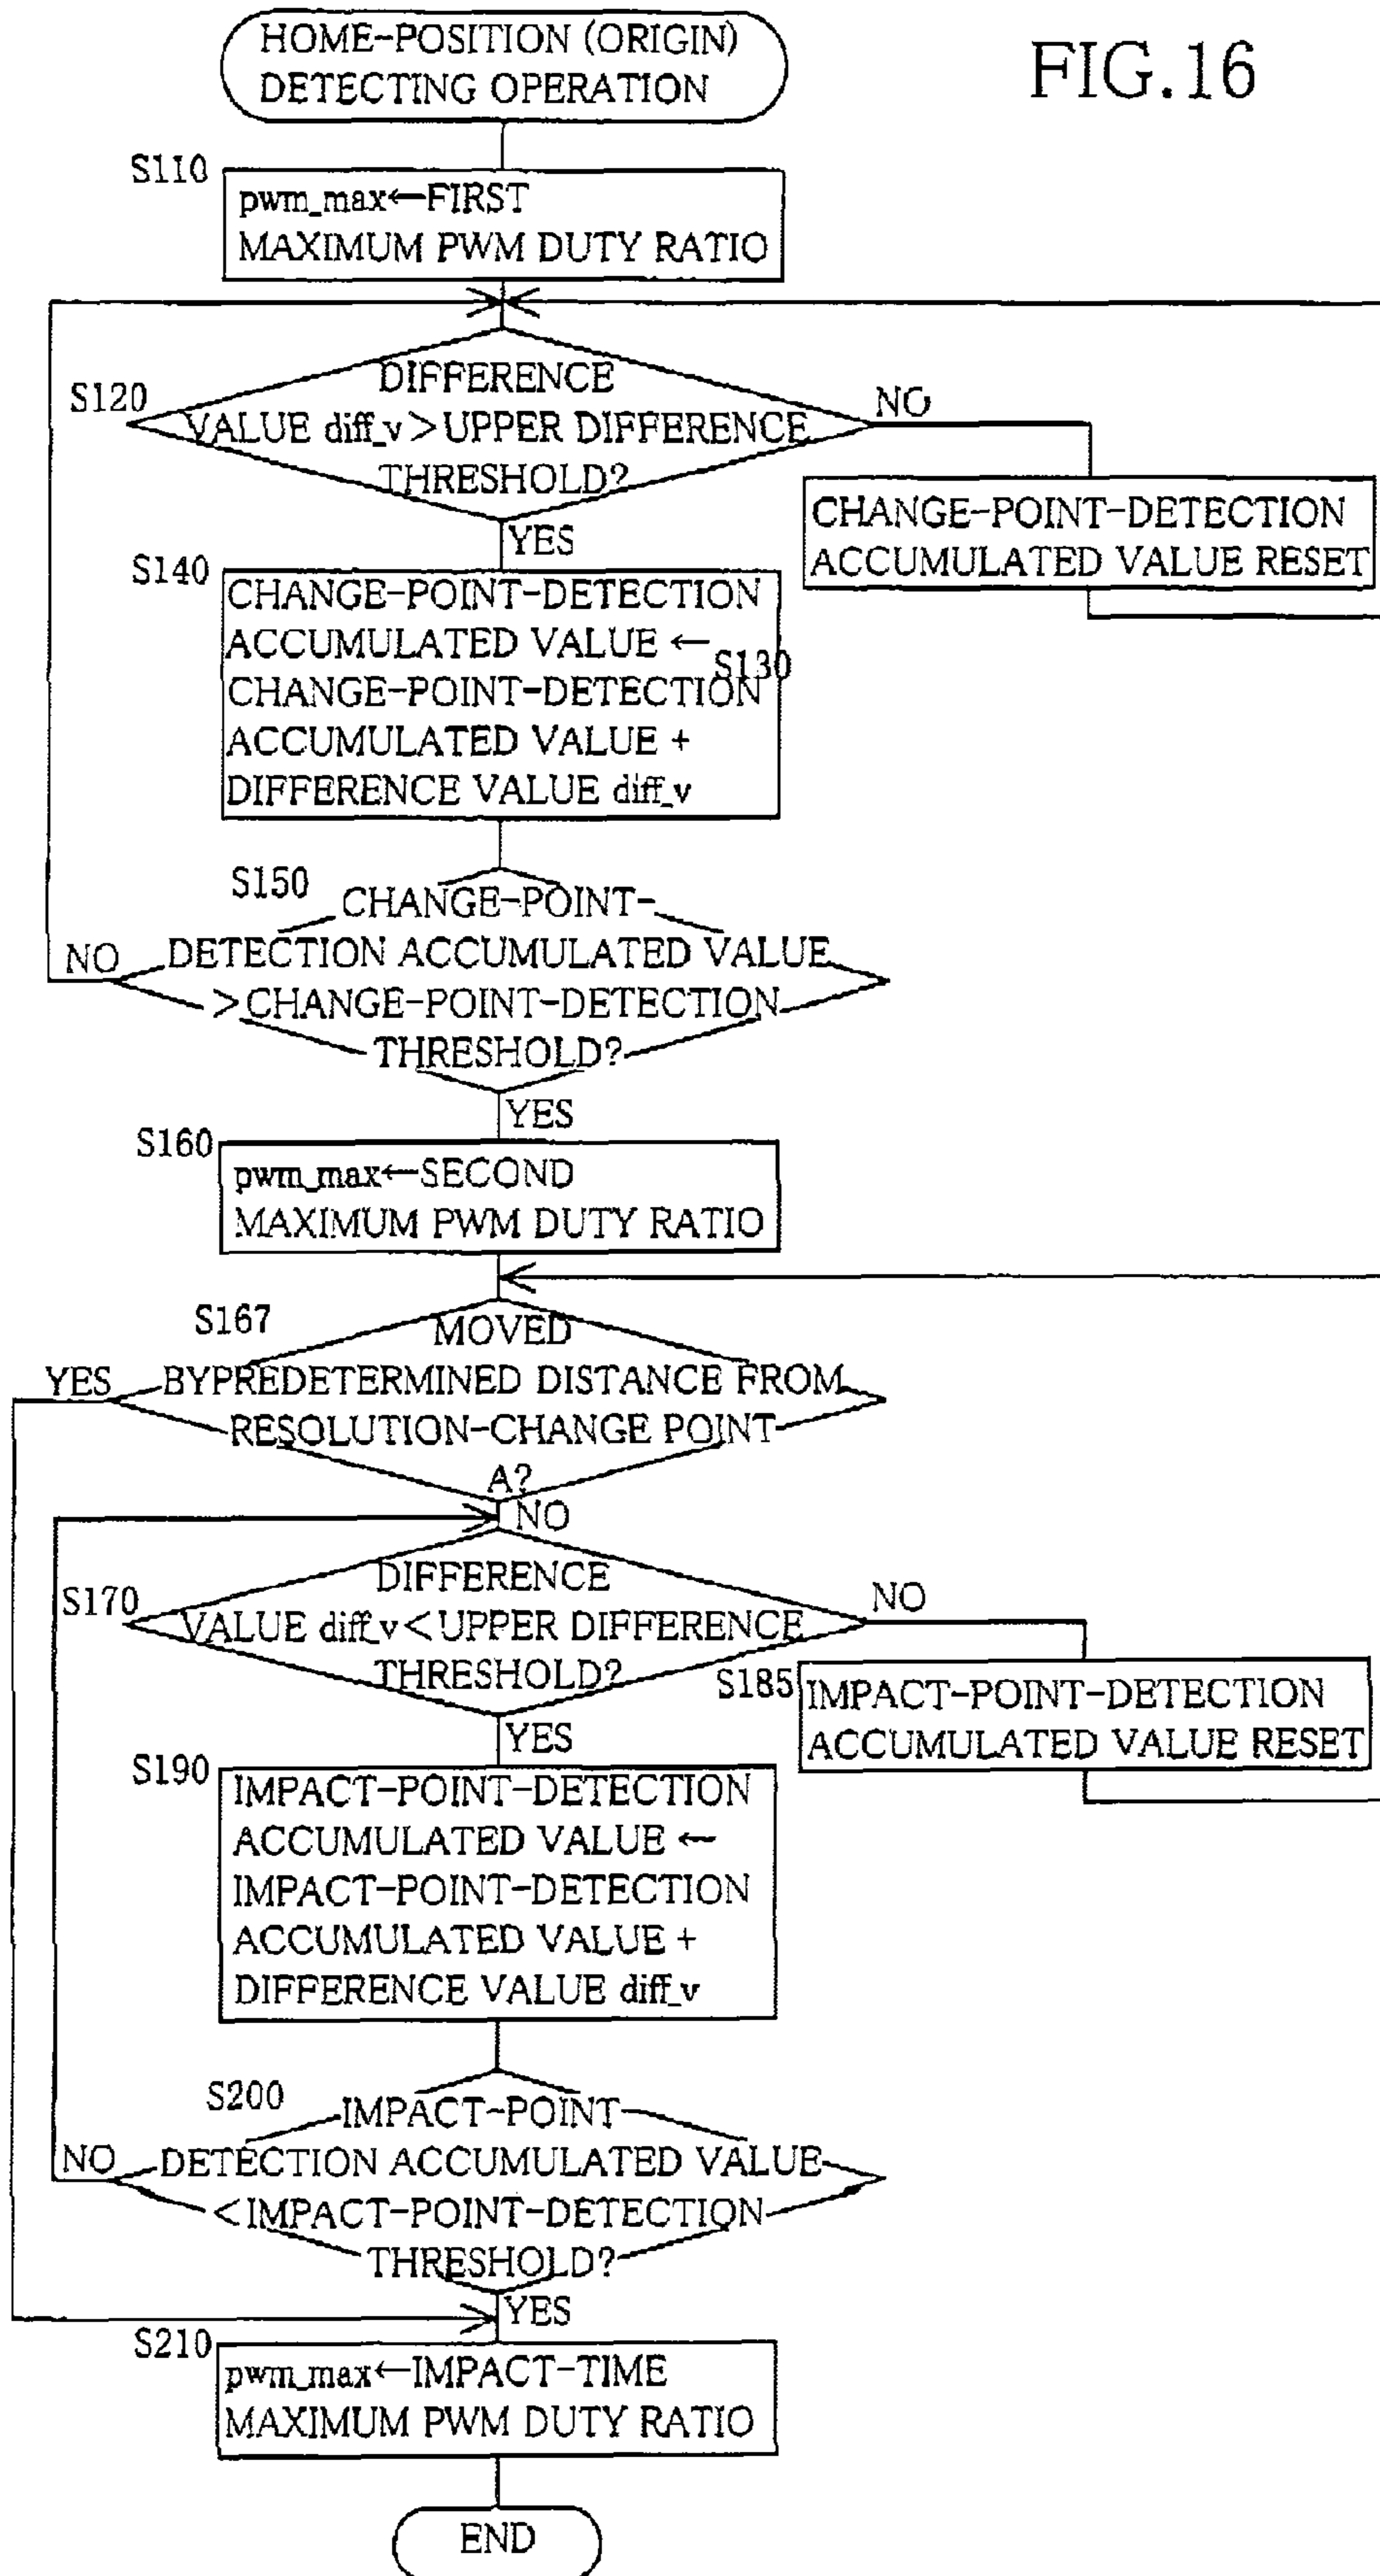 HOME-POSITION (ORIGIN)
DETECTING OPERATION
FIG.16
S110
pwm_max←FIRST
MAXIMUM PWM DUTY RATIO
S120
DIFFERENCE
VALUE diff_v>UPPER DIFFERENCE
THRESHOLD?
NO
CHANGE-POINT-DETECTION
ACCUMULATED VALUE RESET
YES
S140
CHANGE-POINT-DETECTION
ACCUMULATED VALUE ←
S130
CHANGE-POINT-DETECTION
ACCUMULATED VALUE +
DIFFERENCE VALUE diff_v
S150
CHANGE-POINT-
DETECTION ACCUMULATED VALUE
>CHANGE-POINT-DETECTION
THRESHOLD?
NO
YES
S160
pwm_max←SECOND
MAXIMUM PWM DUTY RATIO
S167
MOVED
BYPREDETERMINED DISTANCE FROM
RESOLUTION-CHANGE POINT
A?
YES
NO
S170
DIFFERENCE
VALUE diff_v<UPPER DIFFERENCE
THRESHOLD?
NO
S185
IMPACT-POINT-DETECTION
ACCUMULATED VALUE RESET
YES
S190
IMPACT-POINT-DETECTION
ACCUMULATED VALUE ←
IMPACT-POINT-DETECTION
ACCUMULATED VALUE +
DIFFERENCE VALUE diff_v
S200
IMPACT-POINT
DETECTION ACCUMULATED VALUE
<IMPACT-POINT-DETECTION
THRESHOLD?
NO
YES
S210
pwm_max←IMPACT-TIME
MAXIMUM PWM DUTY RATIO
END